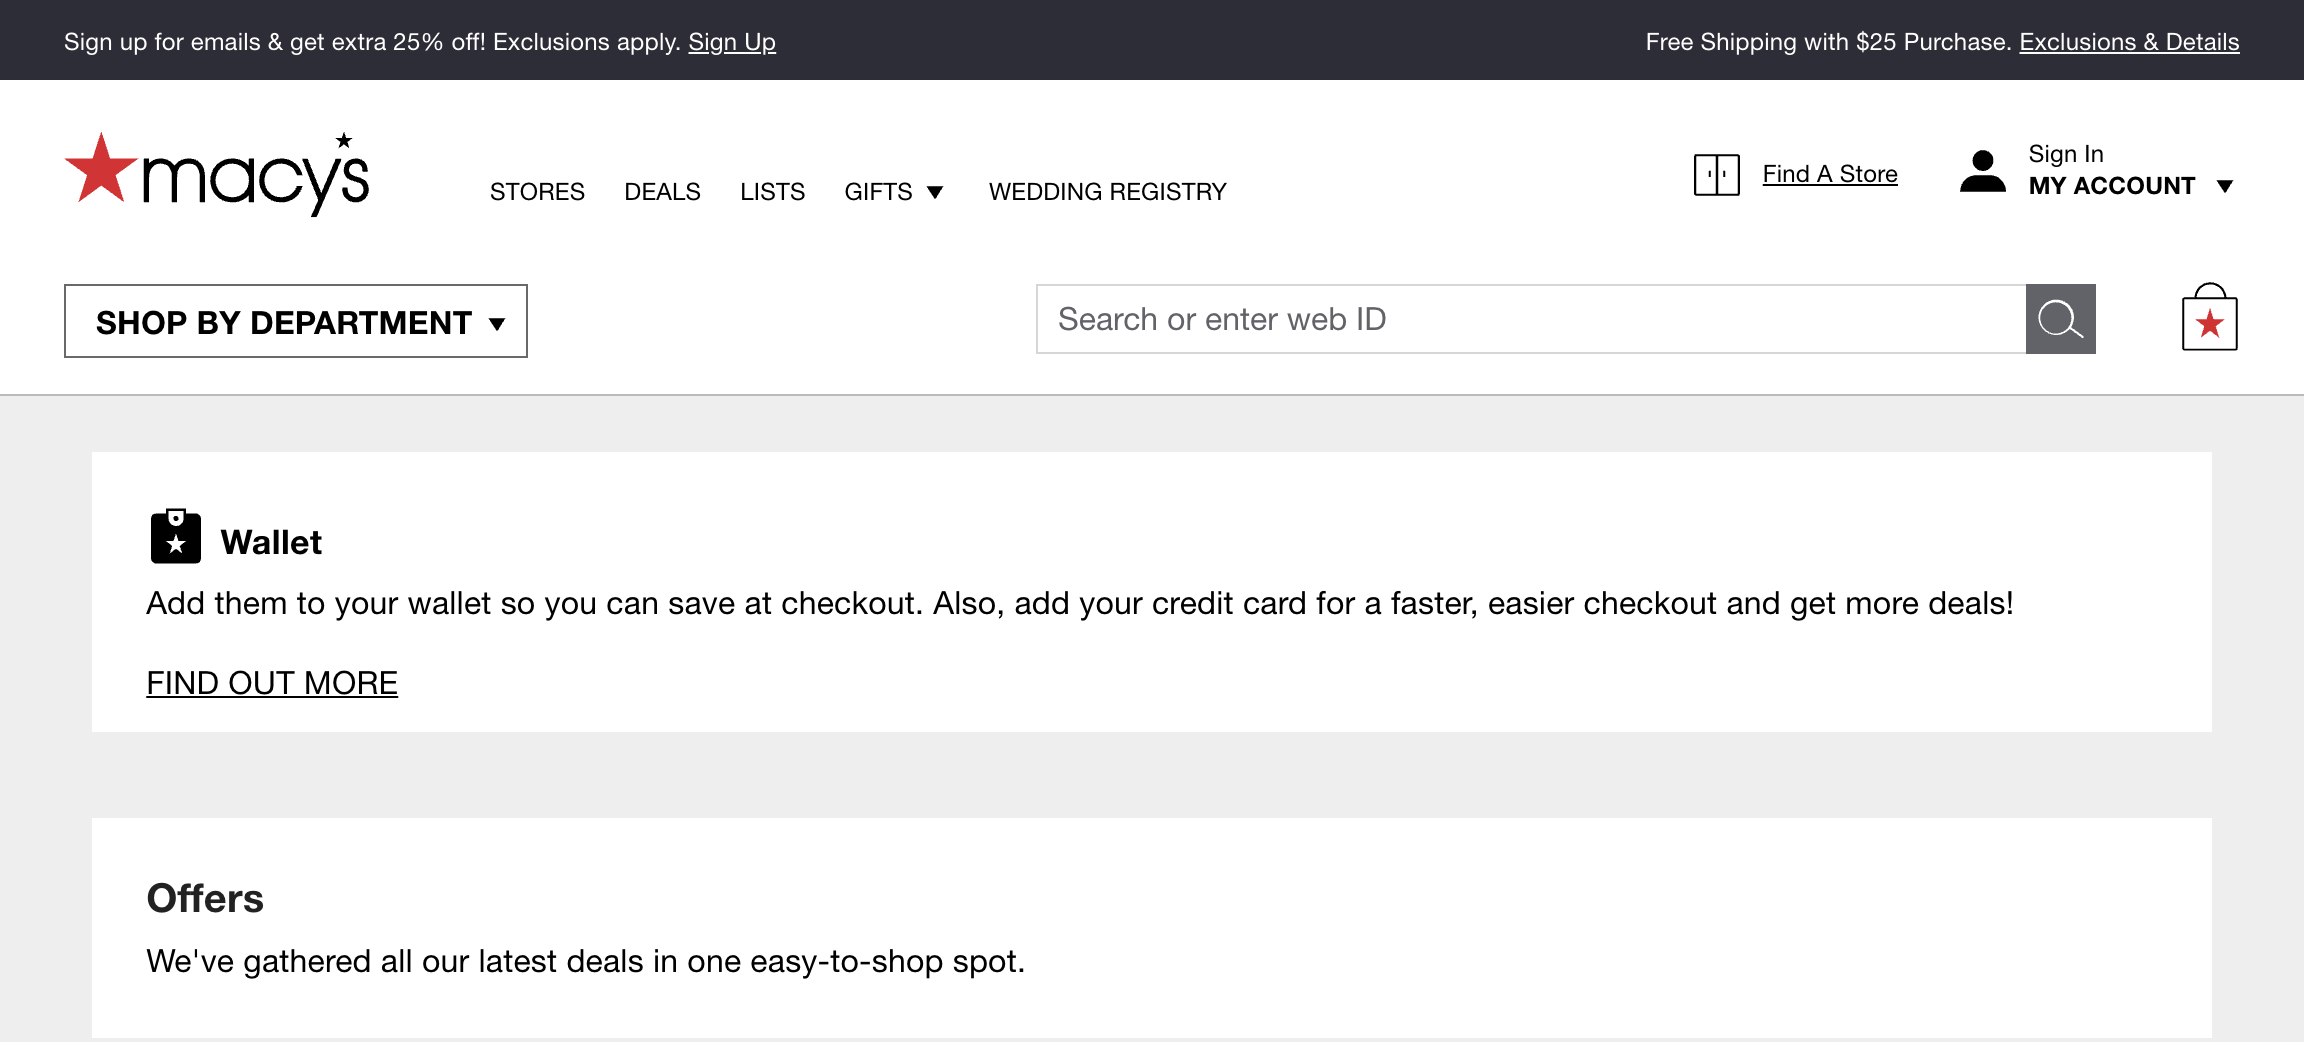 Sign up for emails & get extra 25% off! Exclusions apply. Sign Up
Free Shipping with $25 Purchase. Exclusions & Details
macy's
STORES
DEALS
LISTS
GIFTS
WEDDING REGISTRY
Find A Store
Sign In
MY ACCOUNT
SHOP BY DEPARTMENT
Search or enter web ID
Wallet
Add them to your wallet so you can save at checkout. Also, add your credit card for a faster, easier checkout and get more deals!
FIND OUT MORE
Offers
We've gathered all our latest deals in one easy-to-shop spot.